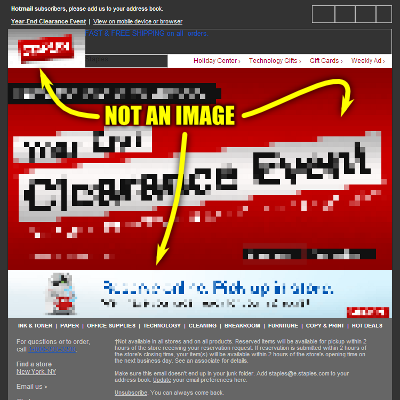 Hotmail subscribers, please add us to your address book.
Year-End Clearance Event | View on mobile device or browser
STAPLES
FAST & FREE SHIPPING on all orders
Holiday Center › Technology Gifts › Gift Cards › Weekly Ad ›
NOT AN IMAGE
Year End
Clearance Event
Reserve online. Pick up in store.
INK & TONER | PAPER | OFFICE SUPPLIES | TECHNOLOGY | CLEANING | BREAKROOM | FURNITURE | COPY & PRINT | HOT DEALS
For questions or to order,
call
Find a store
New York, NY
Email us ›
†Not available in all stores and on all products. Reserved items will be available for pickup within 2
hours of the store receiving your reservation request. If reservation is submitted within 2 hours of
the store's closing time, your item(s) will be available within 2 hours of the store's opening time on
the next business day. See an associate for details.
Make sure this email doesn't end up in your junk folder. Add staples@e.staples.com to your
address book. Update your email preferences here.
Unsubscribe. You can always come back.